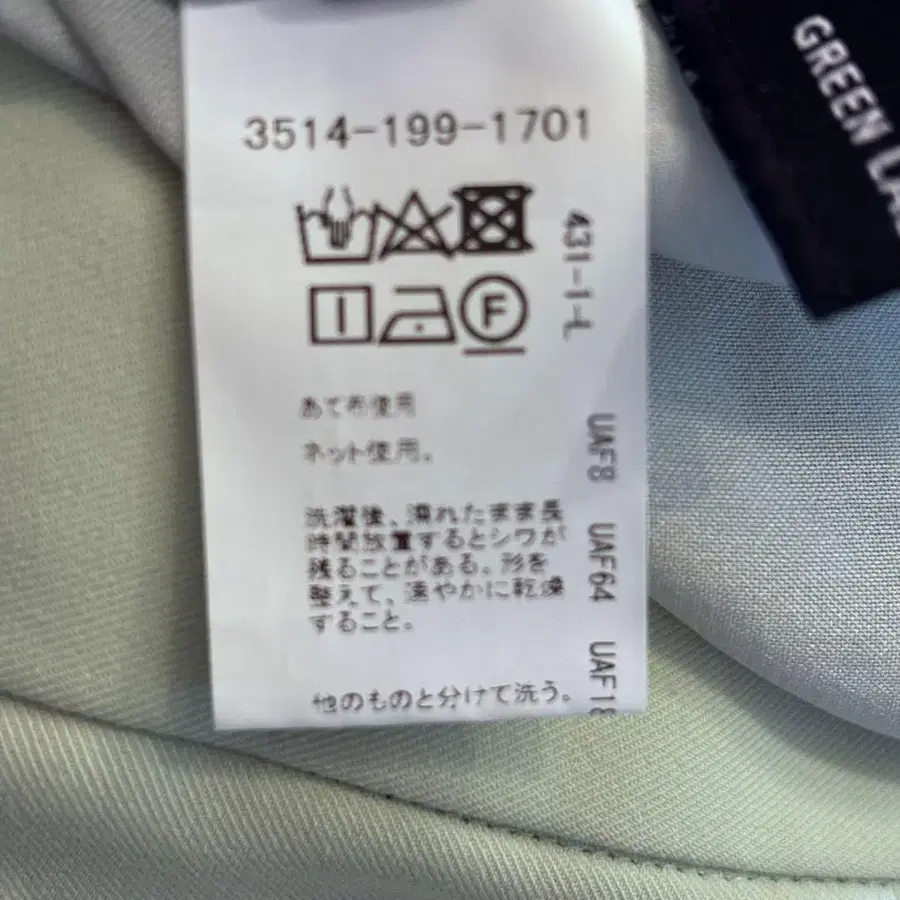 3514-199-1701
431-1-L
あて布使用
ネット使用。
洗濯後、濡れたまま長
時間放置するとシワが
残ることがある。形を
整えて、速やかに乾燥
すること。
他のものと分けて洗う。
UAF8 UAF64 UAF18
GREEN